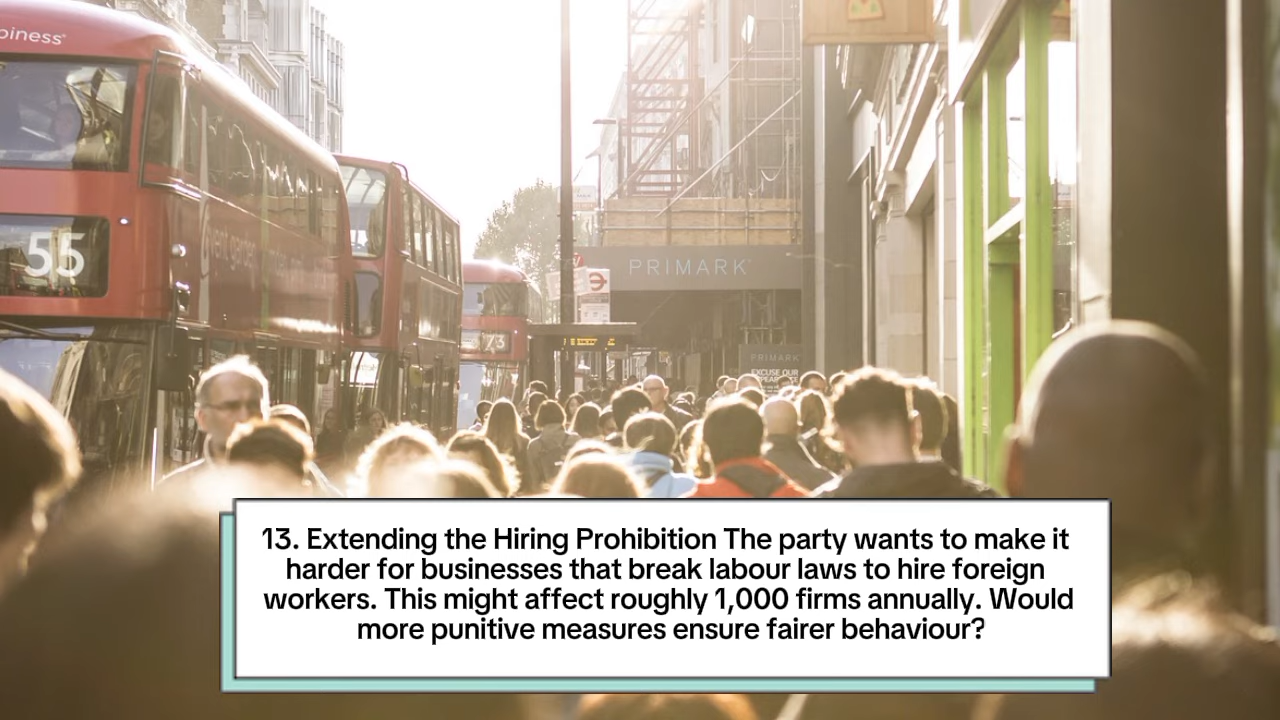 piness
55
73
PRIMARK
PRIMARK
EXCUSE OUR
13. Extending the Hiring Prohibition The party wants to make it
harder for businesses that break labour laws to hire foreign
workers. This might affect roughly 1,000 firms annually. Would
more punitive measures ensure fairer behaviour?